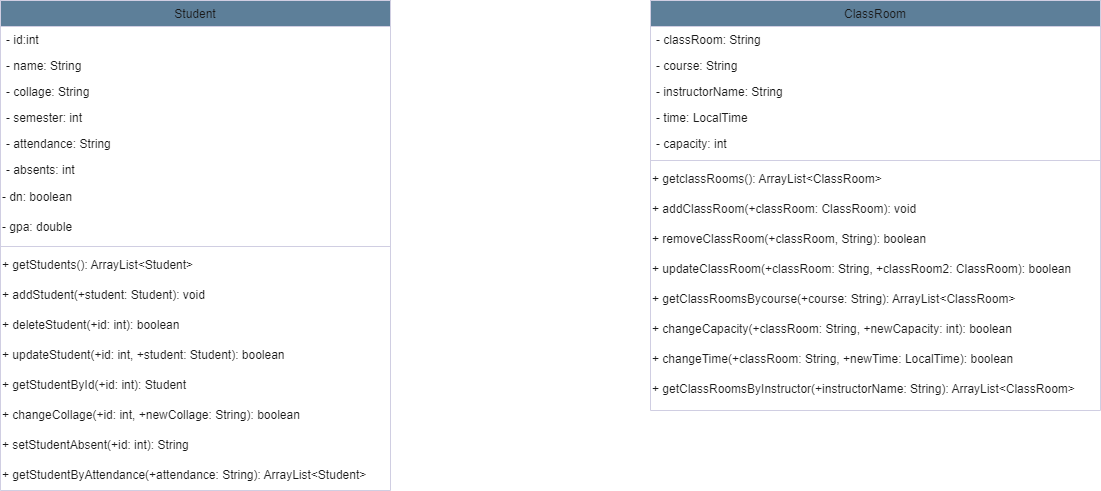 Student
- id:int
- name: String
- collage: String
- semester: int
- attendance: String
- absents: int
- dn: boolean
- gpa: double
+ getStudents(): ArrayList<Student>
+ addStudent(+student: Student): void
+ deleteStudent(+id: int): boolean
+ updateStudent(+id: int, +student: Student): boolean
+ getStudentById(+id: int): Student
+ changeCollage(+id: int, +newCollage: String): boolean
+ setStudentAbsent(+id: int): String
+ getStudentByAttendance(+attendance: String): ArrayList<Student>
ClassRoom
- classRoom: String
- course: String
- instructorName: String
- time: LocalTime
- capacity: int
+ getclassRooms(): ArrayList<ClassRoom>
+ addClassRoom(+classRoom: ClassRoom): void
+ removeClassRoom(+classRoom, String): boolean
+ updateClassRoom(+classRoom: String, +classRoom2: ClassRoom): boolean
+ getClassRoomsBycourse(+course: String): ArrayList<ClassRoom>
+ changeCapacity(+classRoom: String, +newCapacity: int): boolean
+ changeTime(+classRoom: String, +newTime: LocalTime): boolean
+ getClassRoomsByInstructor(+instructorName: String): ArrayList<ClassRoom>